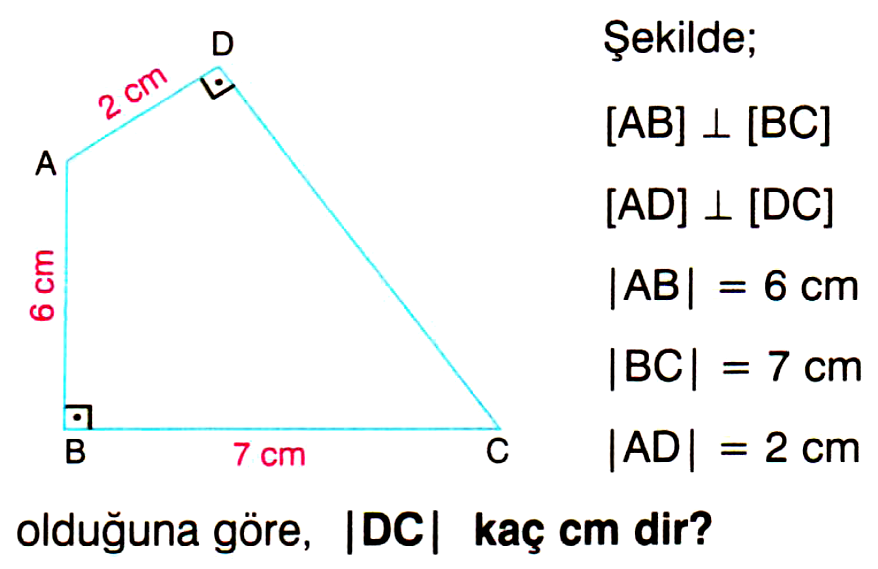 D
2 cm
A
6 cm
B
7 cm
C
Şekilde;
[AB] ⊥ [BC]
[AD] ⊥ [DC]
|AB| = 6 cm
|BC| = 7 cm
|AD| = 2 cm
olduğuna göre, |DC| kaç cm dir?